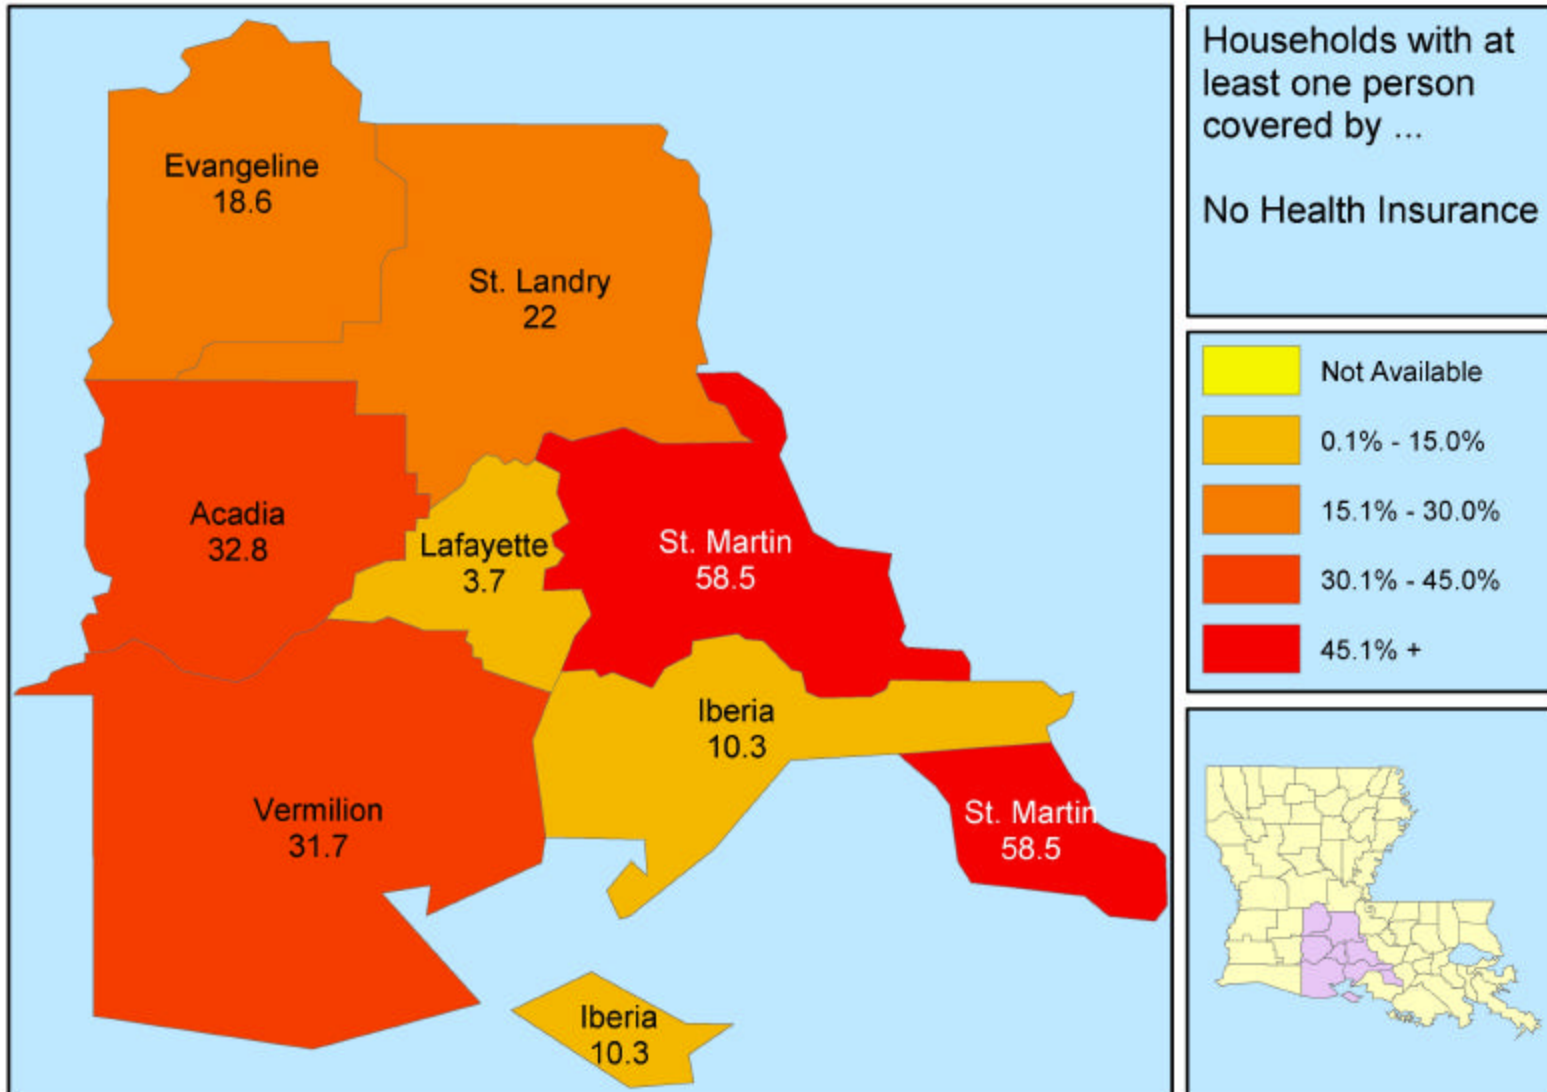 Households with at
least one person
covered by ...
No Health Insurance
Not Available
0.1% - 15.0%
15.1% - 30.0%
30.1% - 45.0%
45.1% +
Evangeline
18.6
St. Landry
22
Acadia
32.8
Lafayette
3.7
St. Martin
58.5
Iberia
10.3
Vermilion
31.7
St. Martin
58.5
Iberia
10.3